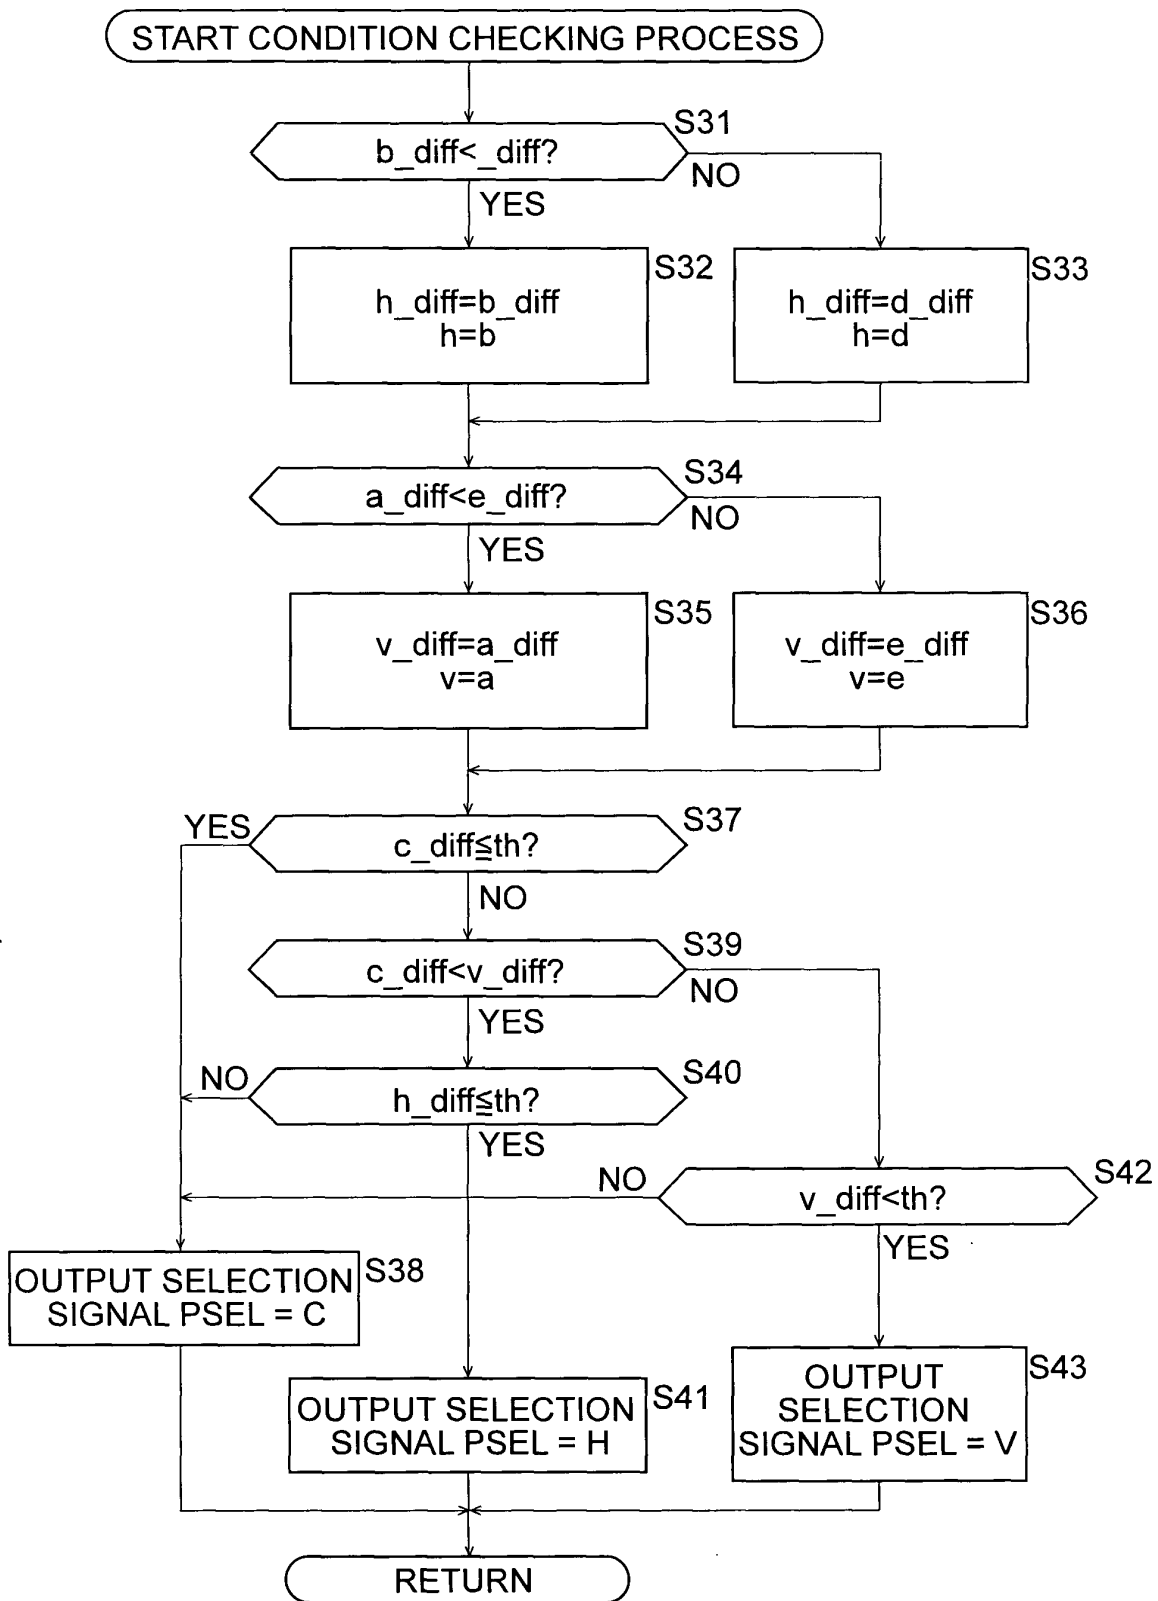 START CONDITION CHECKING PROCESS
S31
b_diff<_diff?
NO
YES
S32
h_diff=b_diff
h=b
S33
h_diff=d_diff
h=d
S34
a_diff<e_diff?
NO
YES
S35
v_diff=a_diff
v=a
S36
v_diff=e_diff
v=e
S37
YES
c_diff≦th?
NO
S39
c_diff<v_diff?
NO
YES
S40
NO
h_diff≦th?
YES
S42
NO
v_diff<th?
YES
S38
OUTPUT SELECTION
SIGNAL PSEL = C
S41
OUTPUT SELECTION
SIGNAL PSEL = H
S43
OUTPUT
SELECTION
SIGNAL PSEL = V
RETURN